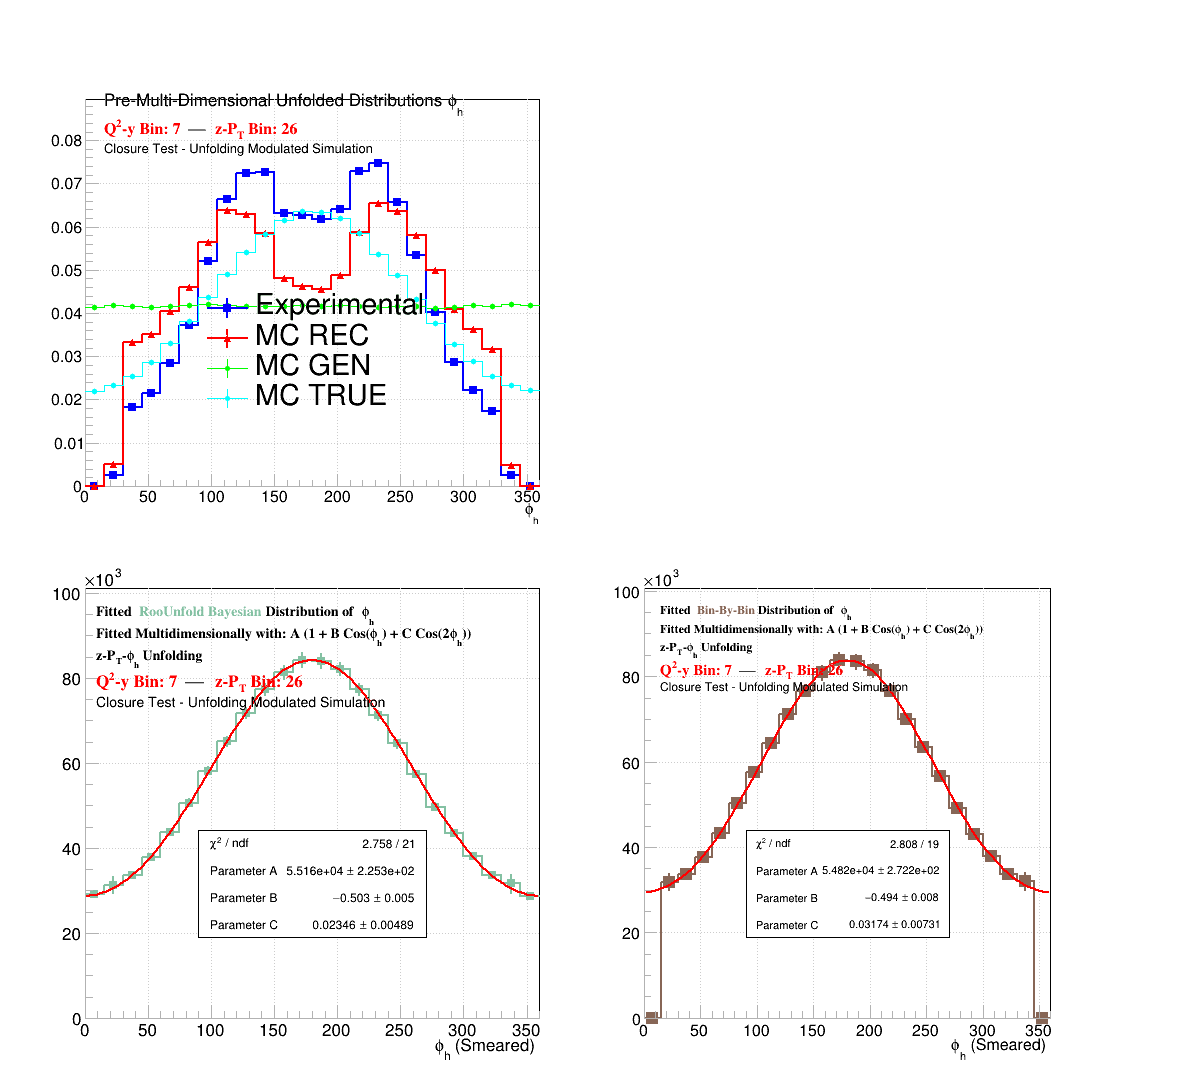 Pre-Multi-Dimensional Unfolded Distributions ϕh
Q²-y Bin: 7 — z-PT Bin: 26
Closure Test - Unfolding Modulated Simulation
0.08
0.07
0.06
0.05
0.04
0.03
0.02
0.01
0
Experimental
MC REC
MC GEN
MC TRUE
0 50 100 150 200 250 300 350
ϕh
×10³
100
80
60
40
20
0
Fitted RooUnfold Bayesian Distribution of ϕh
Fitted Multidimensionally with: A (1 + B Cos(ϕh) + C Cos(2ϕh))
z-PT-ϕh Unfolding
Q²-y Bin: 7 — z-PT Bin: 26
Closure Test - Unfolding Modulated Simulation
χ² / ndf 2.758 / 21
Parameter A 5.516e+04 ± 2.253e+02
Parameter B −0.503 ± 0.005
Parameter C 0.02346 ± 0.00489
0 50 100 150 200 250 300 350
ϕh (Smeared)
×10³
100
80
60
40
20
0
Fitted Bin-By-Bin Distribution of ϕh
Fitted Multidimensionally with: A (1 + B Cos(ϕh) + C Cos(2ϕh))
z-PT-ϕh Unfolding
Q²-y Bin: 7 — z-PT Bin: 26
Closure Test - Unfolding Modulated Simulation
χ² / ndf 2.808 / 19
Parameter A 5.482e+04 ± 2.722e+02
Parameter B −0.494 ± 0.008
Parameter C 0.03174 ± 0.00731
0 50 100 150 200 250 300 350
ϕh (Smeared)